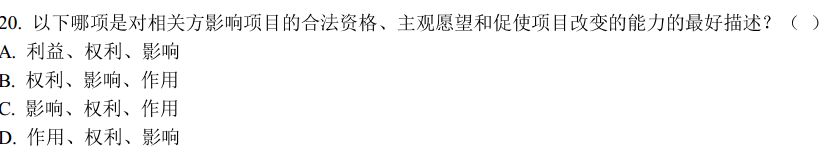 20. 以下哪项是对相关方影响项目的合法资格、主观愿望和促使项目改变的能力的最好描述？（ ）
A. 利益、权利、影响
B. 权利、影响、作用
C. 影响、权利、作用
D. 作用、权利、影响